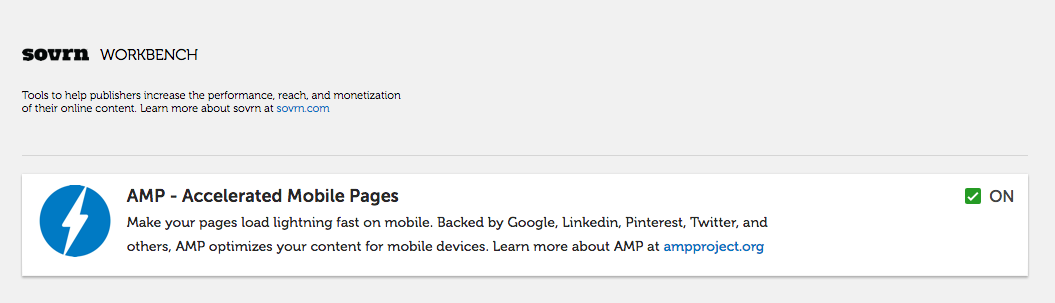 sovrn WORKBENCH
Tools to help publishers increase the performance, reach, and monetization
of their online content. Learn more about sovrn at sovrn.com
AMP - Accelerated Mobile Pages
ON
Make your pages load lightning fast on mobile. Backed by Google, Linkedin, Pinterest, Twitter, and
others, AMP optimizes your content for mobile devices. Learn more about AMP at ampproject.org